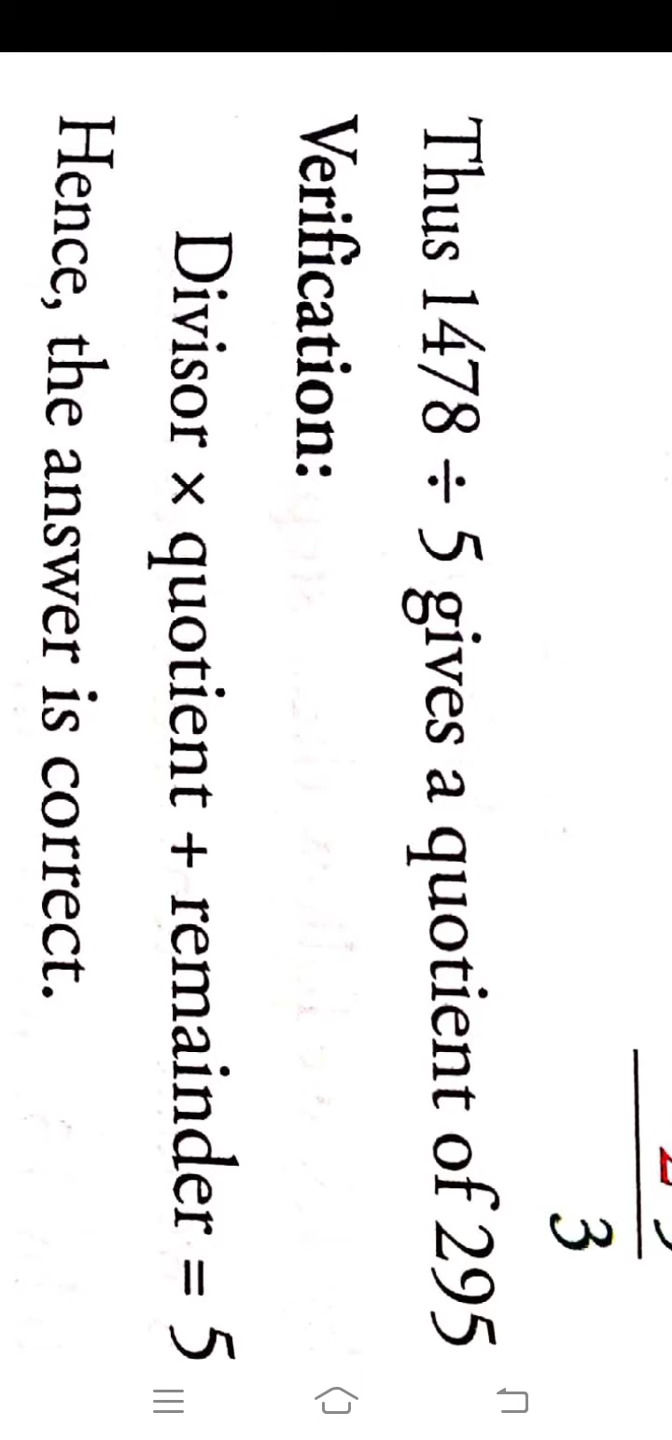 3
Thus 1478 ÷ 5 gives a quotient of 295
Verification:
Divisor × quotient + remainder = 5
Hence, the answer is correct.